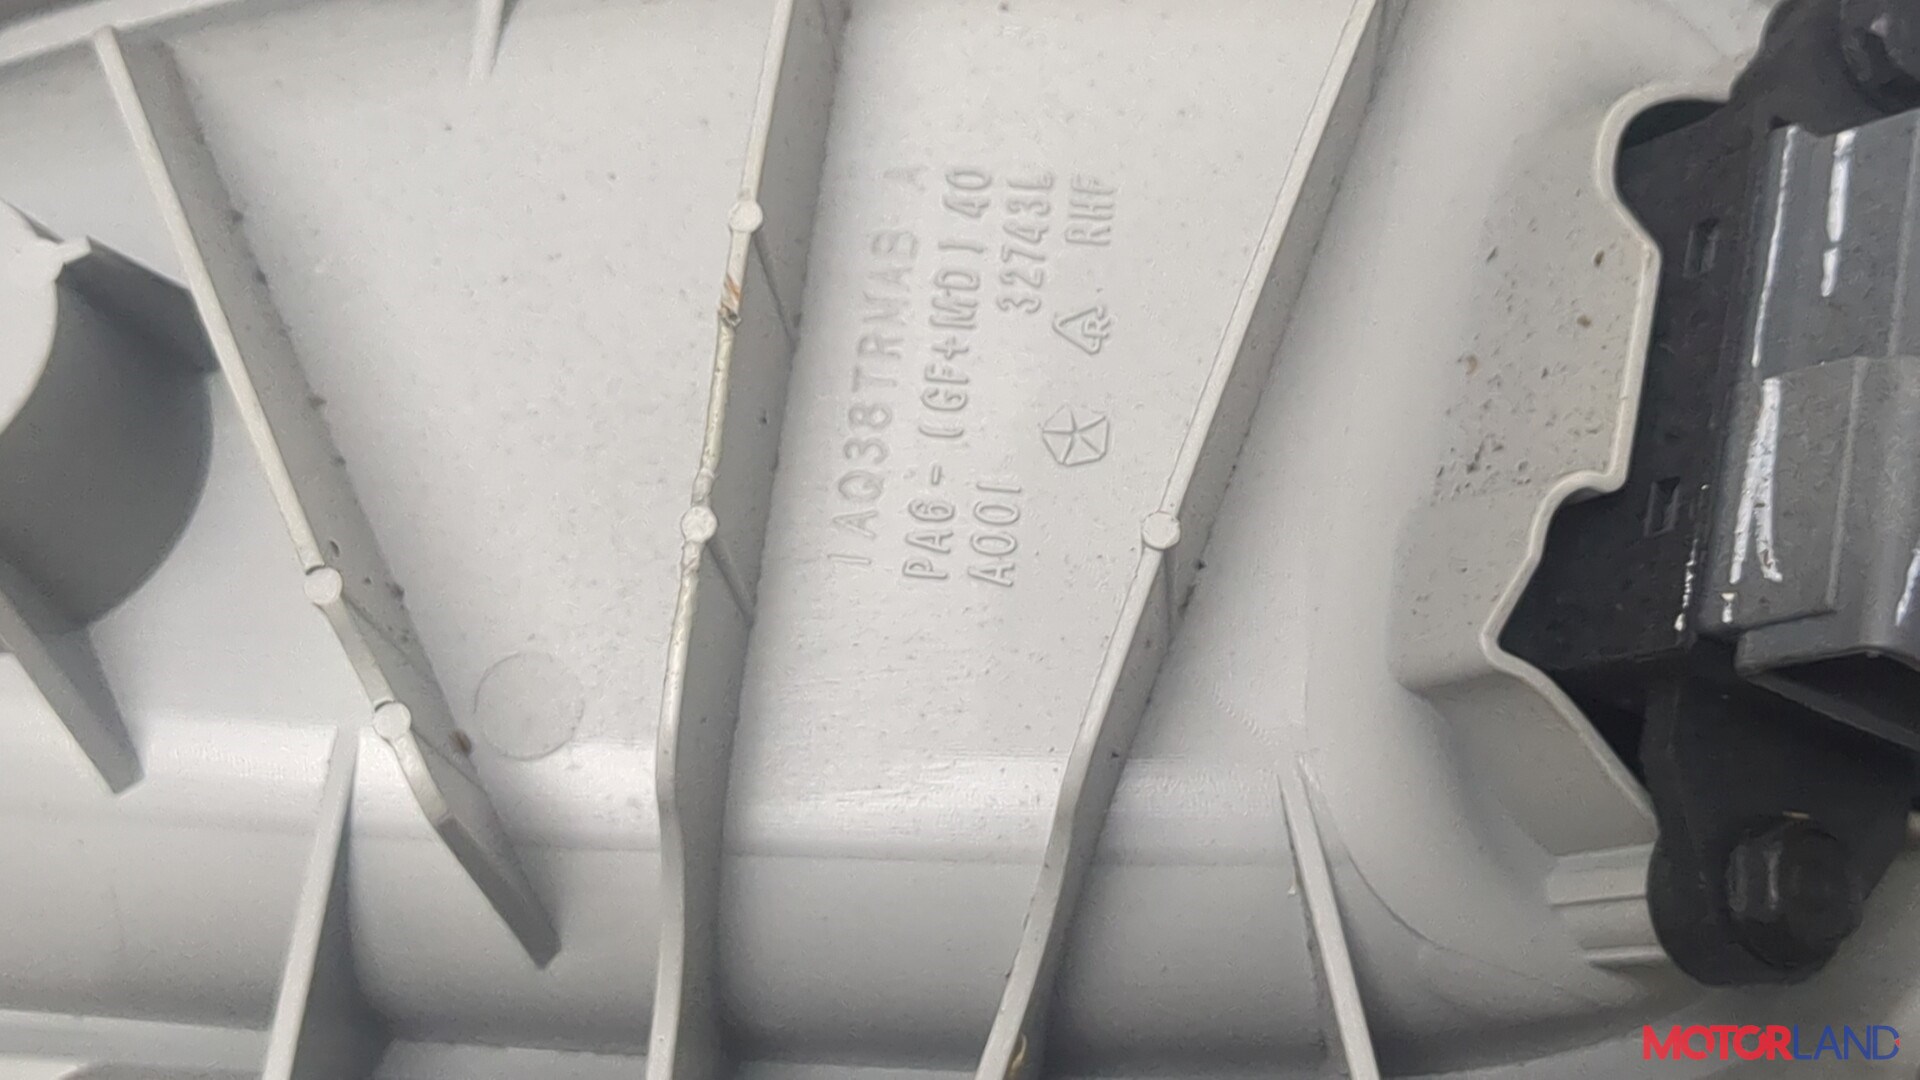 1AQ38TRMAB A
PA6-(GF+MD)40
A001 32743L
R RHF
MOTORLAND